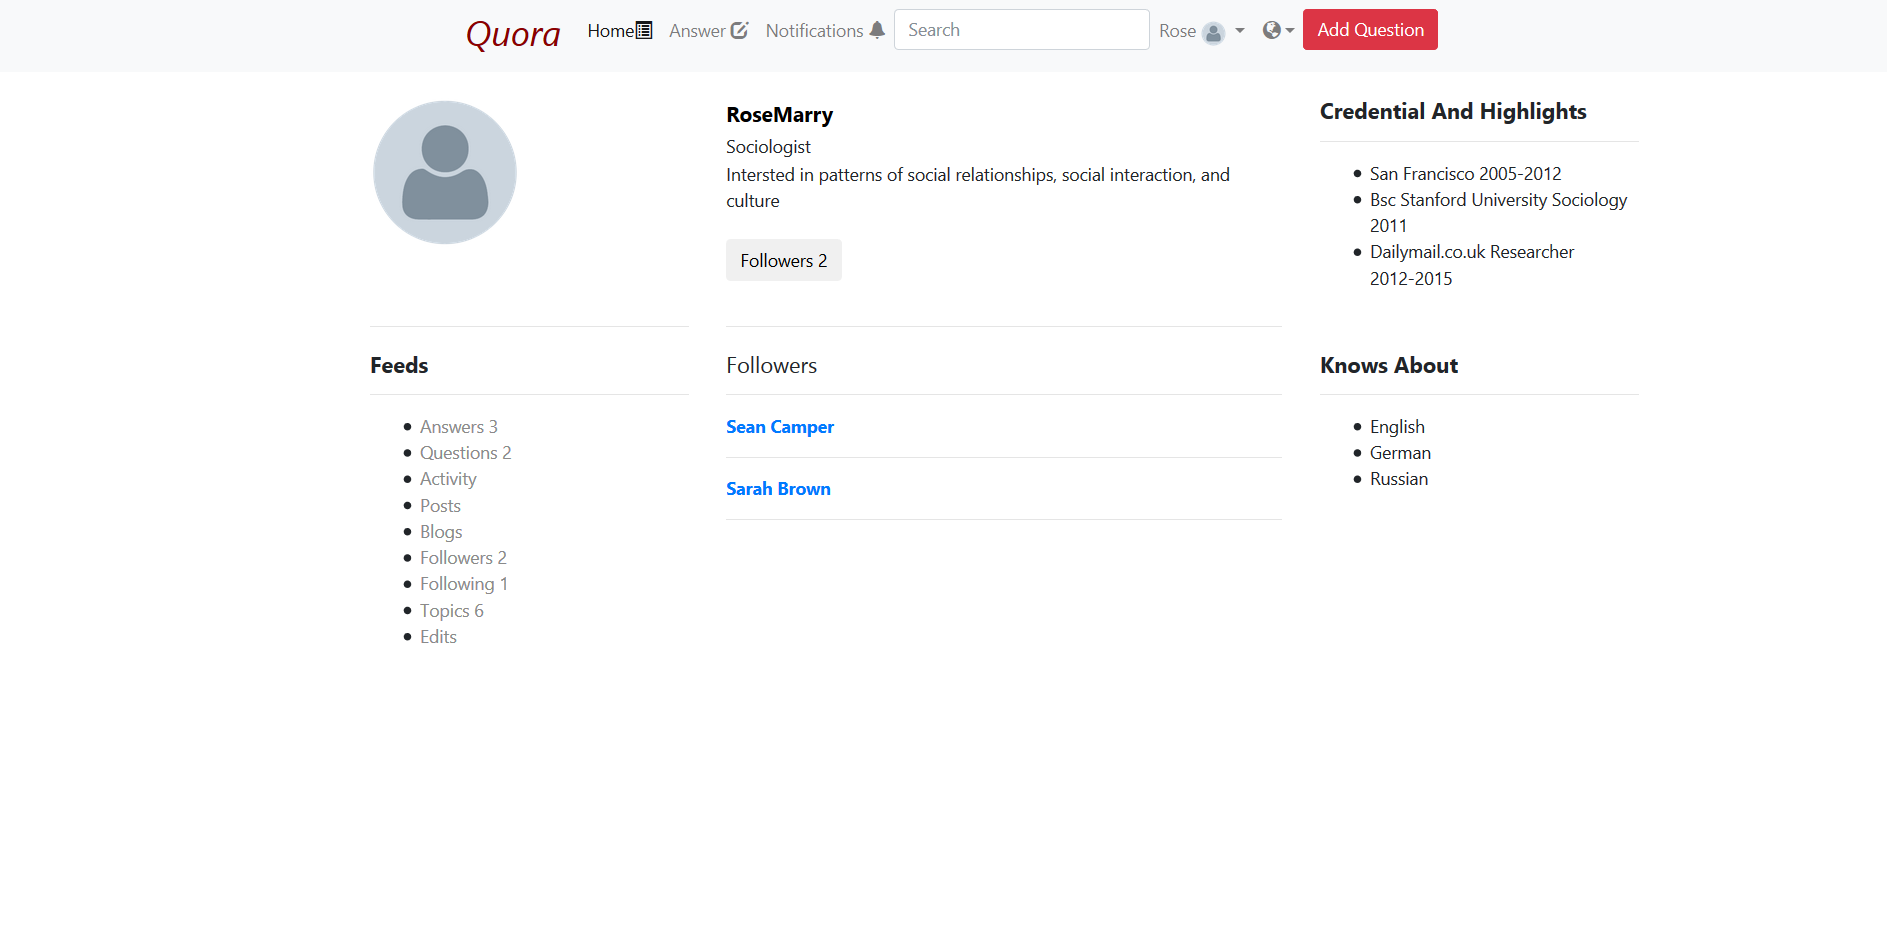 Quora
Home
Answer
Notifications
Search
Rose
Add Question
RoseMarry
Sociologist
Intersted in patterns of social relationships, social interaction, and
culture
Followers 2
Credential And Highlights
San Francisco 2005-2012
Bsc Stanford University Sociology
2011
Dailymail.co.uk Researcher
2012-2015
Feeds
Answers 3
Questions 2
Activity
Posts
Blogs
Followers 2
Following 1
Topics 6
Edits
Followers
Sean Camper
Sarah Brown
Knows About
English
German
Russian